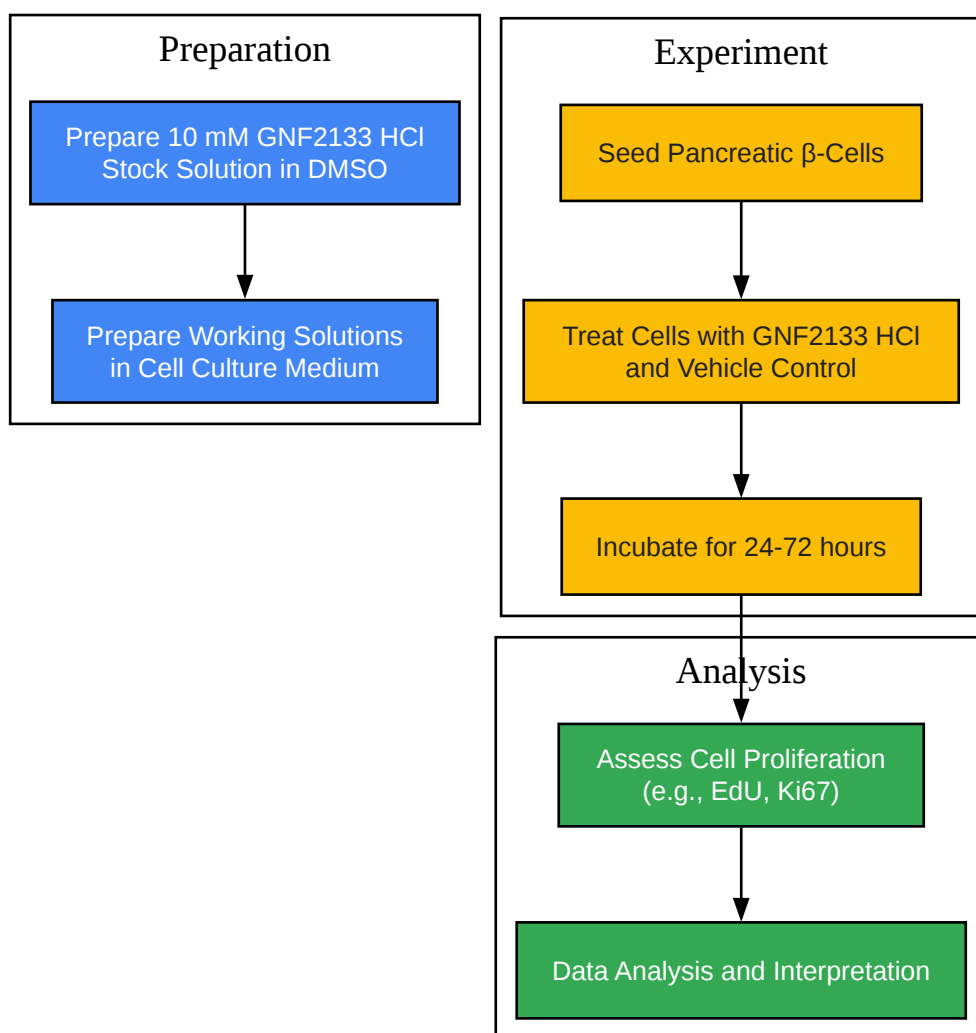 Preparation
Prepare 10 mM GNF2133 HCl
Stock Solution in DMSO
Prepare Working Solutions
in Cell Culture Medium
Experiment
Seed Pancreatic β-Cells
Treat Cells with GNF2133 HCl
and Vehicle Control
Incubate for 24-72 hours
Analysis
Assess Cell Proliferation
(e.g., EdU, Ki67)
Data Analysis and Interpretation